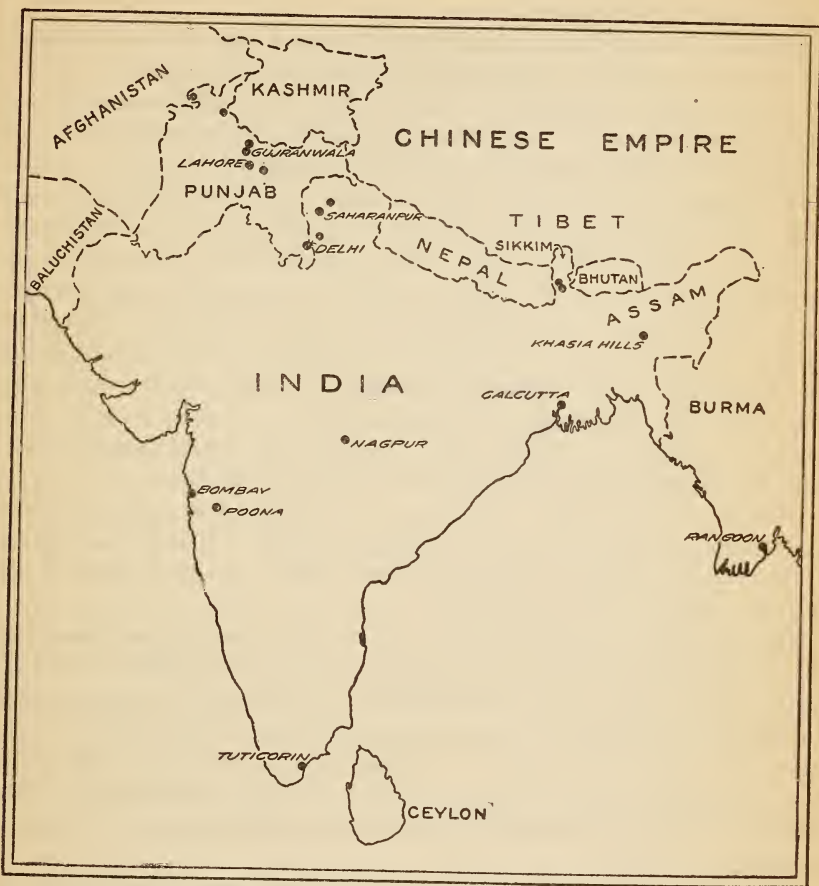 AFGHANISTAN
KASHMIR
CHINESE EMPIRE
GUJRANWALA
LAHORE
PUNJAB
BALUCHISTAN
SAHARANPUR
DELHI
TIBET
SIKKIM
NEPAL
BHUTAN
ASSAM
KHASIA HILLS
INDIA
CALCUTTA
BURMA
NAGPUR
BOMBAY
POONA
RANGOON
TUTICORIN
CEYLON